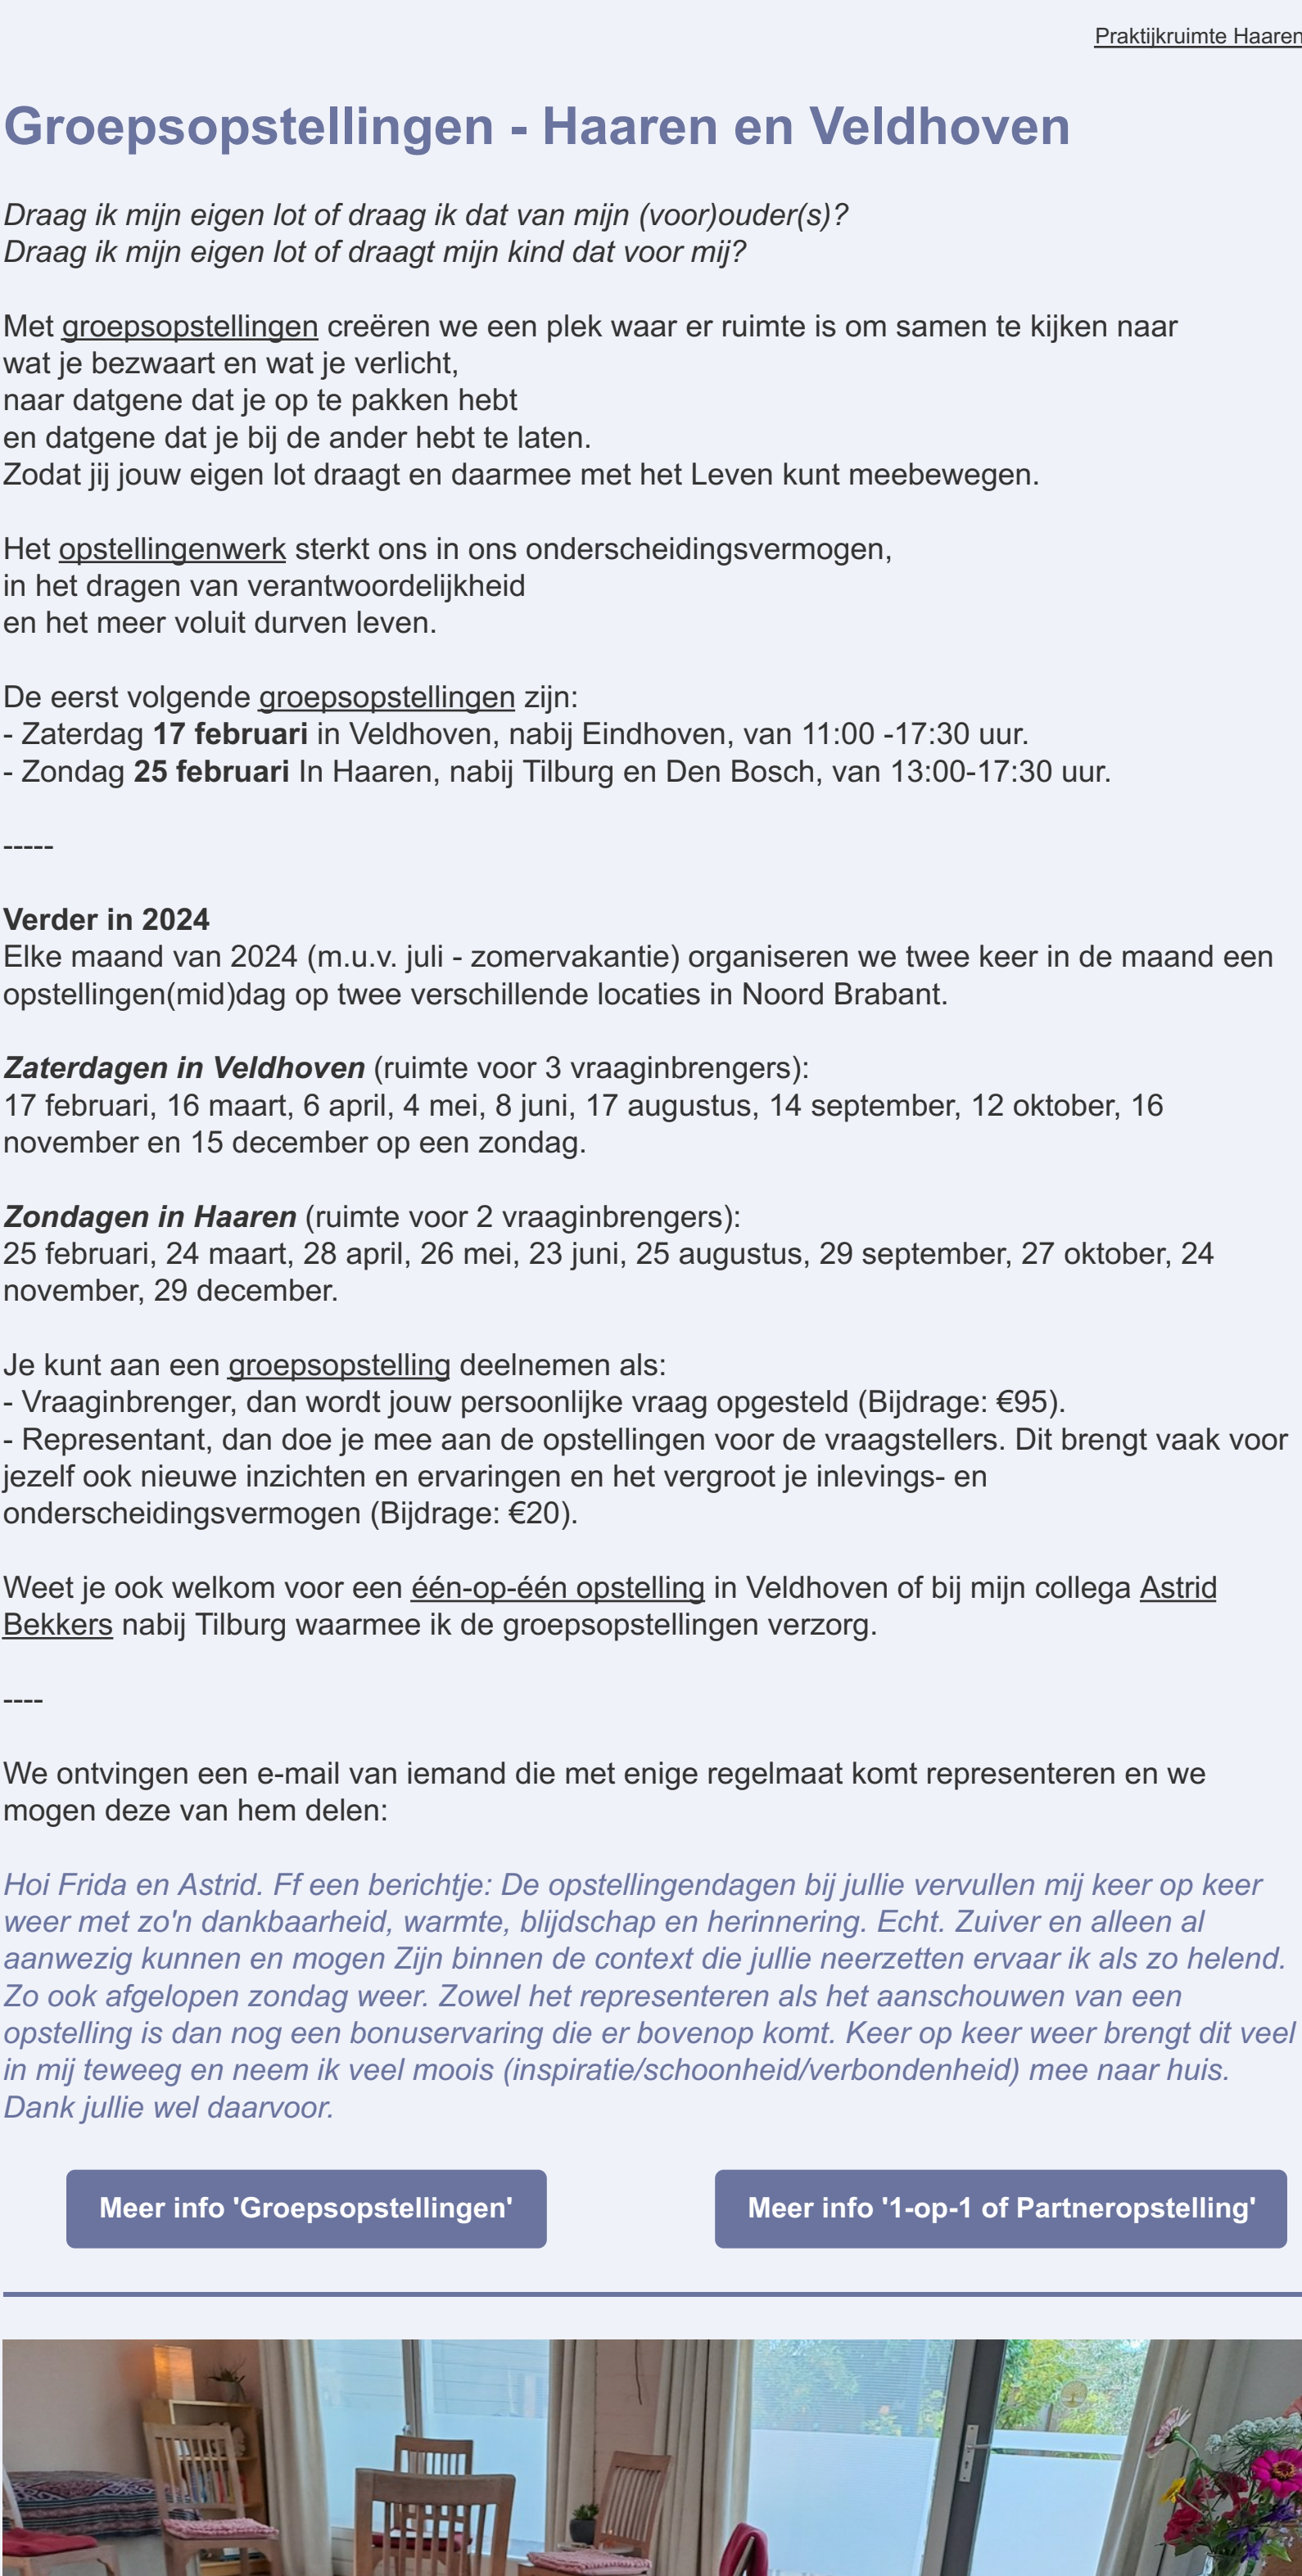 Praktijkruimte Haaren
Groepsopstellingen - Haaren en Veldhoven
Draag ik mijn eigen lot of draag ik dat van mijn (voor)ouder(s)?
Draag ik mijn eigen lot of draagt mijn kind dat voor mij?
Met groepsopstellingen creëren we een plek waar er ruimte is om samen te kijken naar
wat je bezwaart en wat je verlicht,
naar datgene dat je op te pakken hebt
en datgene dat je bij de ander hebt te laten.
Zodat jij jouw eigen lot draagt en daarmee met het Leven kunt meebewegen.
Het opstellingenwerk sterkt ons in ons onderscheidingsvermogen,
in het dragen van verantwoordelijkheid
en het meer voluit durven leven.
De eerst volgende groepsopstellingen zijn:
- Zaterdag 17 februari in Veldhoven, nabij Eindhoven, van 11:00 -17:30 uur.
- Zondag 25 februari In Haaren, nabij Tilburg en Den Bosch, van 13:00-17:30 uur.
-----
Verder in 2024
Elke maand van 2024 (m.u.v. juli - zomervakantie) organiseren we twee keer in de maand een
opstellingen(mid)dag op twee verschillende locaties in Noord Brabant.
Zaterdagen in Veldhoven (ruimte voor 3 vraaginbrengers):
17 februari, 16 maart, 6 april, 4 mei, 8 juni, 17 augustus, 14 september, 12 oktober, 16
november en 15 december op een zondag.
Zondagen in Haaren (ruimte voor 2 vraaginbrengers):
25 februari, 24 maart, 28 april, 26 mei, 23 juni, 25 augustus, 29 september, 27 oktober, 24
november, 29 december.
Je kunt aan een groepsopstelling deelnemen als:
- Vraaginbrenger, dan wordt jouw persoonlijke vraag opgesteld (Bijdrage: €95).
- Representant, dan doe je mee aan de opstellingen voor de vraagstellers. Dit brengt vaak voor
jezelf ook nieuwe inzichten en ervaringen en het vergroot je inlevings- en
onderscheidingsvermogen (Bijdrage: €20).
Weet je ook welkom voor een één-op-één opstelling in Veldhoven of bij mijn collega Astrid
Bekkers nabij Tilburg waarmee ik de groepsopstellingen verzorg.
----
We ontvingen een e-mail van iemand die met enige regelmaat komt representeren en we
mogen deze van hem delen:
Hoi Frida en Astrid. Ff een berichtje: De opstellingendagen bij jullie vervullen mij keer op keer
weer met zo'n dankbaarheid, warmte, blijdschap en herinnering. Echt. Zuiver en alleen al
aanwezig kunnen en mogen Zijn binnen de context die jullie neerzetten ervaar ik als zo helend.
Zo ook afgelopen zondag weer. Zowel het representeren als het aanschouwen van een
opstelling is dan nog een bonuservaring die er bovenop komt. Keer op keer weer brengt dit veel
in mij teweeg en neem ik veel moois (inspiratie/schoonheid/verbondenheid) mee naar huis.
Dank jullie wel daarvoor.
Meer info 'Groepsopstellingen'
Meer info '1-op-1 of Partneropstelling'